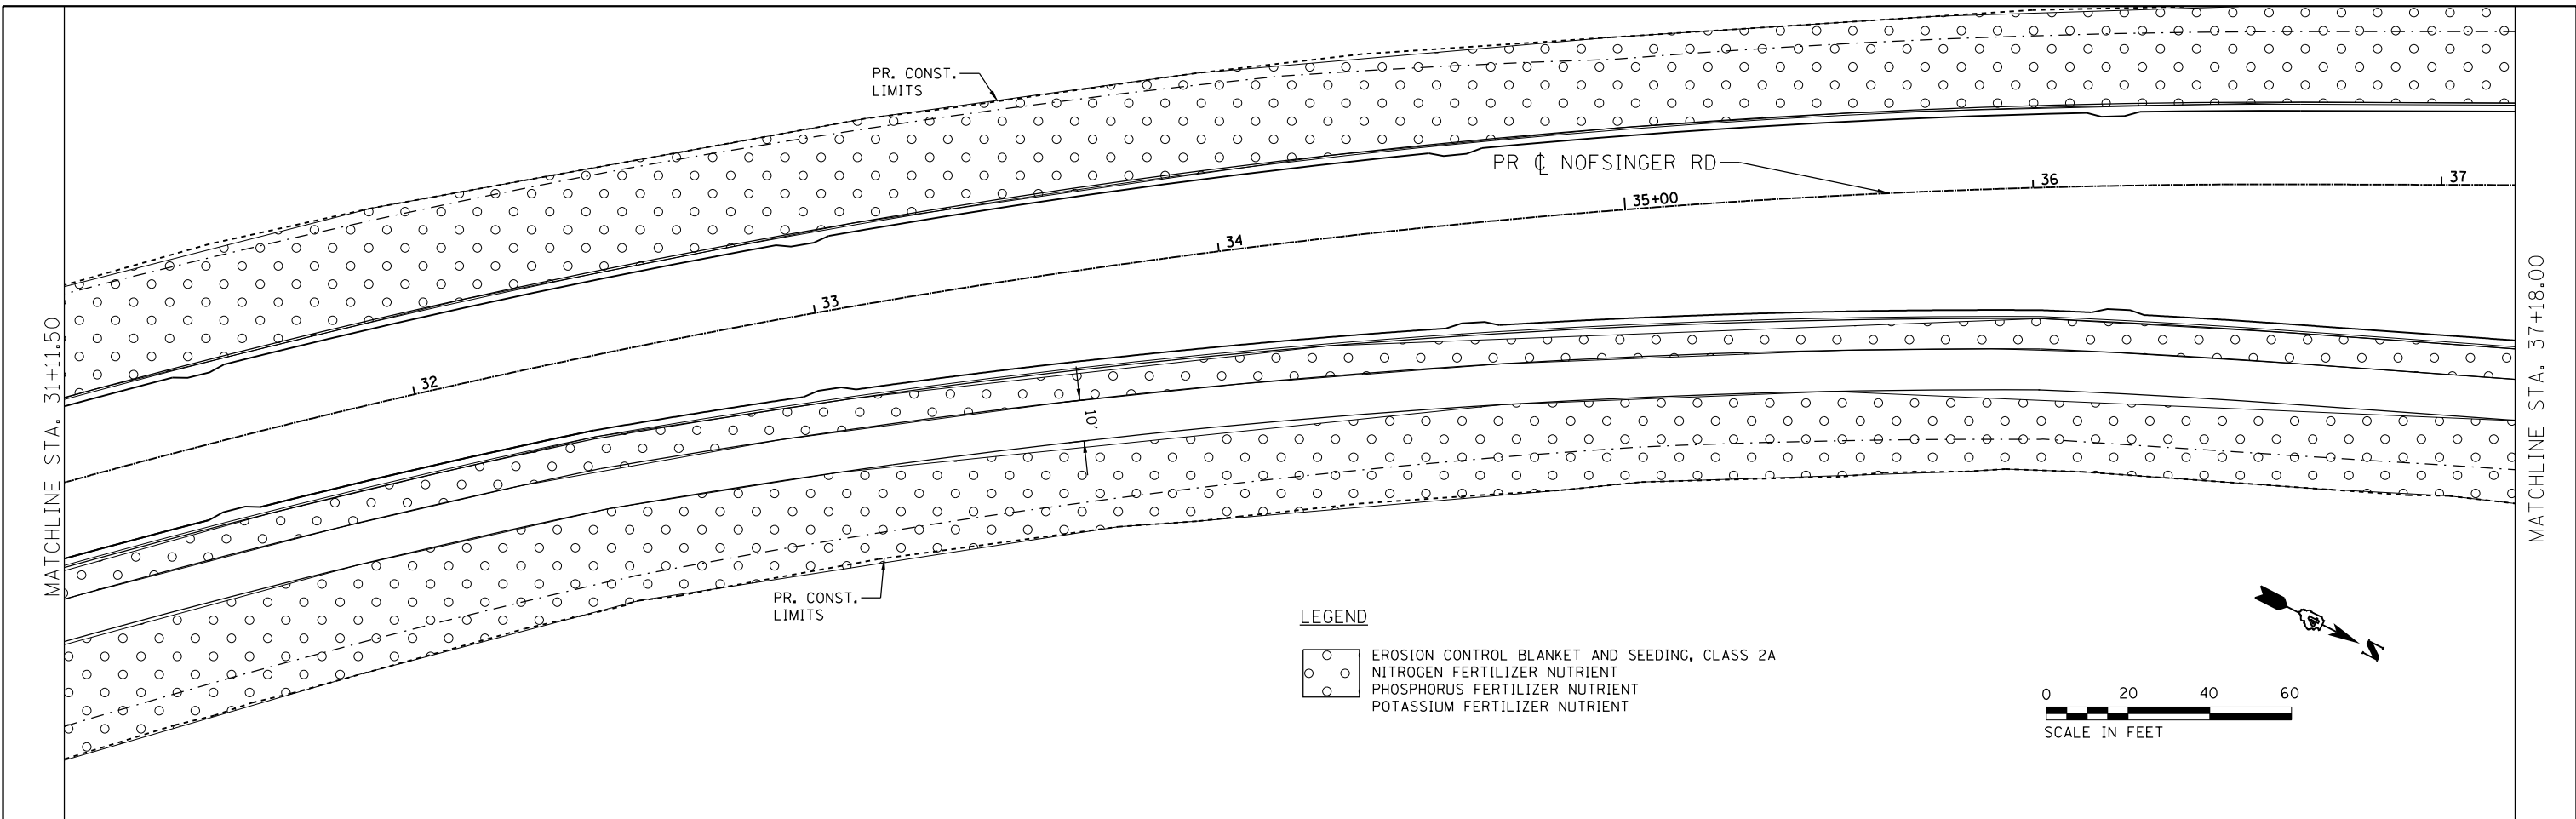 PR. CONST.
LIMITS
PR ℄ NOFSINGER RD
32
33
34
35+00
36
37
MATCHLINE STA. 31+11.50
MATCHLINE STA. 37+18.00
10'
PR. CONST.
LIMITS
LEGEND
EROSION CONTROL BLANKET AND SEEDING, CLASS 2A
NITROGEN FERTILIZER NUTRIENT
PHOSPHORUS FERTILIZER NUTRIENT
POTASSIUM FERTILIZER NUTRIENT
N
0 20 40 60
SCALE IN FEET